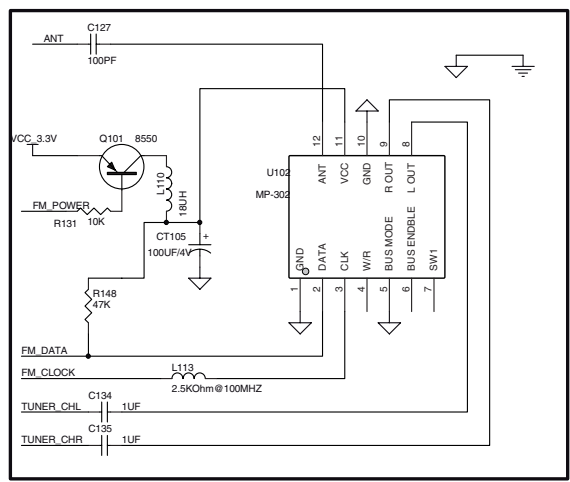 C127
ANT
100PF
VCC_3.3V
Q101 8550
L110
18UH
FM_POWER
R131
10K
CT105
+
100UF/4V
R148
47K
FM_DATA
FM_CLOCK
L113
2.5KOhm@100MHZ
TUNER_CHL
C134
1UF
TUNER_CHR
C135
1UF
U102
MP-302
12
11
10
9
8
ANT
VCC
GND
R OUT
L OUT
GND
DATA
CLK
W/R
BUS MODE
BUS ENDBLE
SW1
1
2
3
4
5
6
7